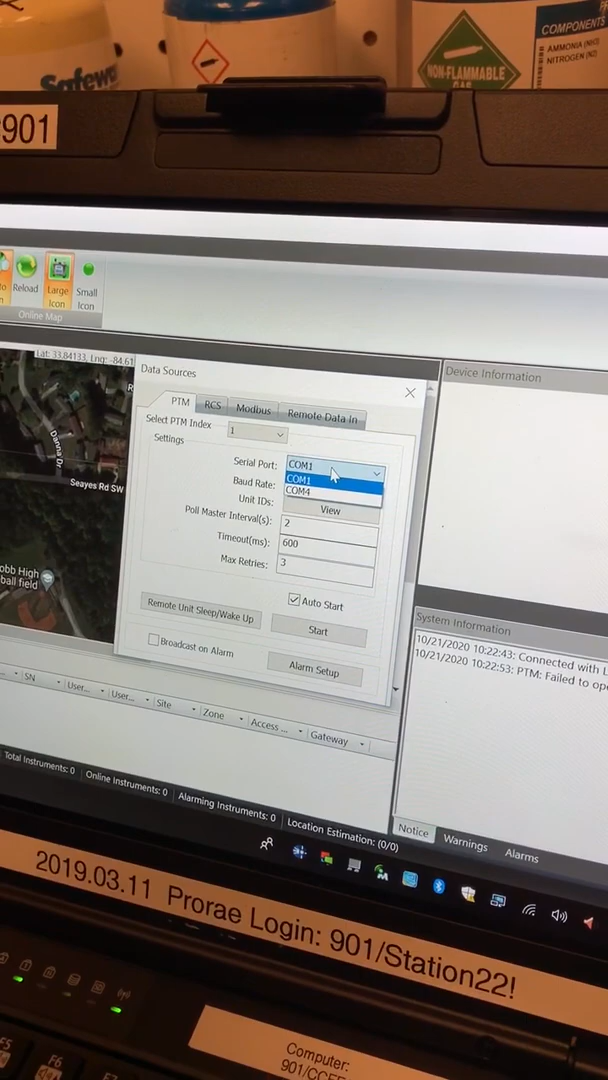 Safeway
NON-FLAMMABLE
GAS
COMPONENTS
AMMONIA (NH3)
NITROGEN (N2)
901
Reload
Large
Icon
Small
Icon
Online Map
Lat: 33.84133, Lng: -84.61
Data Sources
PTM
RCS
Modbus
Remote Data In
Select PTM Index
1
Settings
Serial Port:
COM1
COM1
COM4
Baud Rate:
Unit IDs:
View
Poll Master Interval(s):
2
Timeout(ms):
600
Max Retries:
3
Auto Start
Remote Unit Sleep/Wake Up
Start
Broadcast on Alarm
Alarm Setup
Danna Dr
Seayes Rd SW
obb High
ball field
Device Information
System Information
10/21/2020 10:22:43: Connected with L
10/21/2020 10:22:53: PTM: Failed to ope
... SN User... User... Site Zone Access ... Gateway
Total Instruments: 0 Online Instruments: 0 Alarming Instruments: 0 Location Estimation: (0/0)
Notice Warnings Alarms
2019.03.11 Prorae Login: 901/Station22!
F5
F6
Computer: